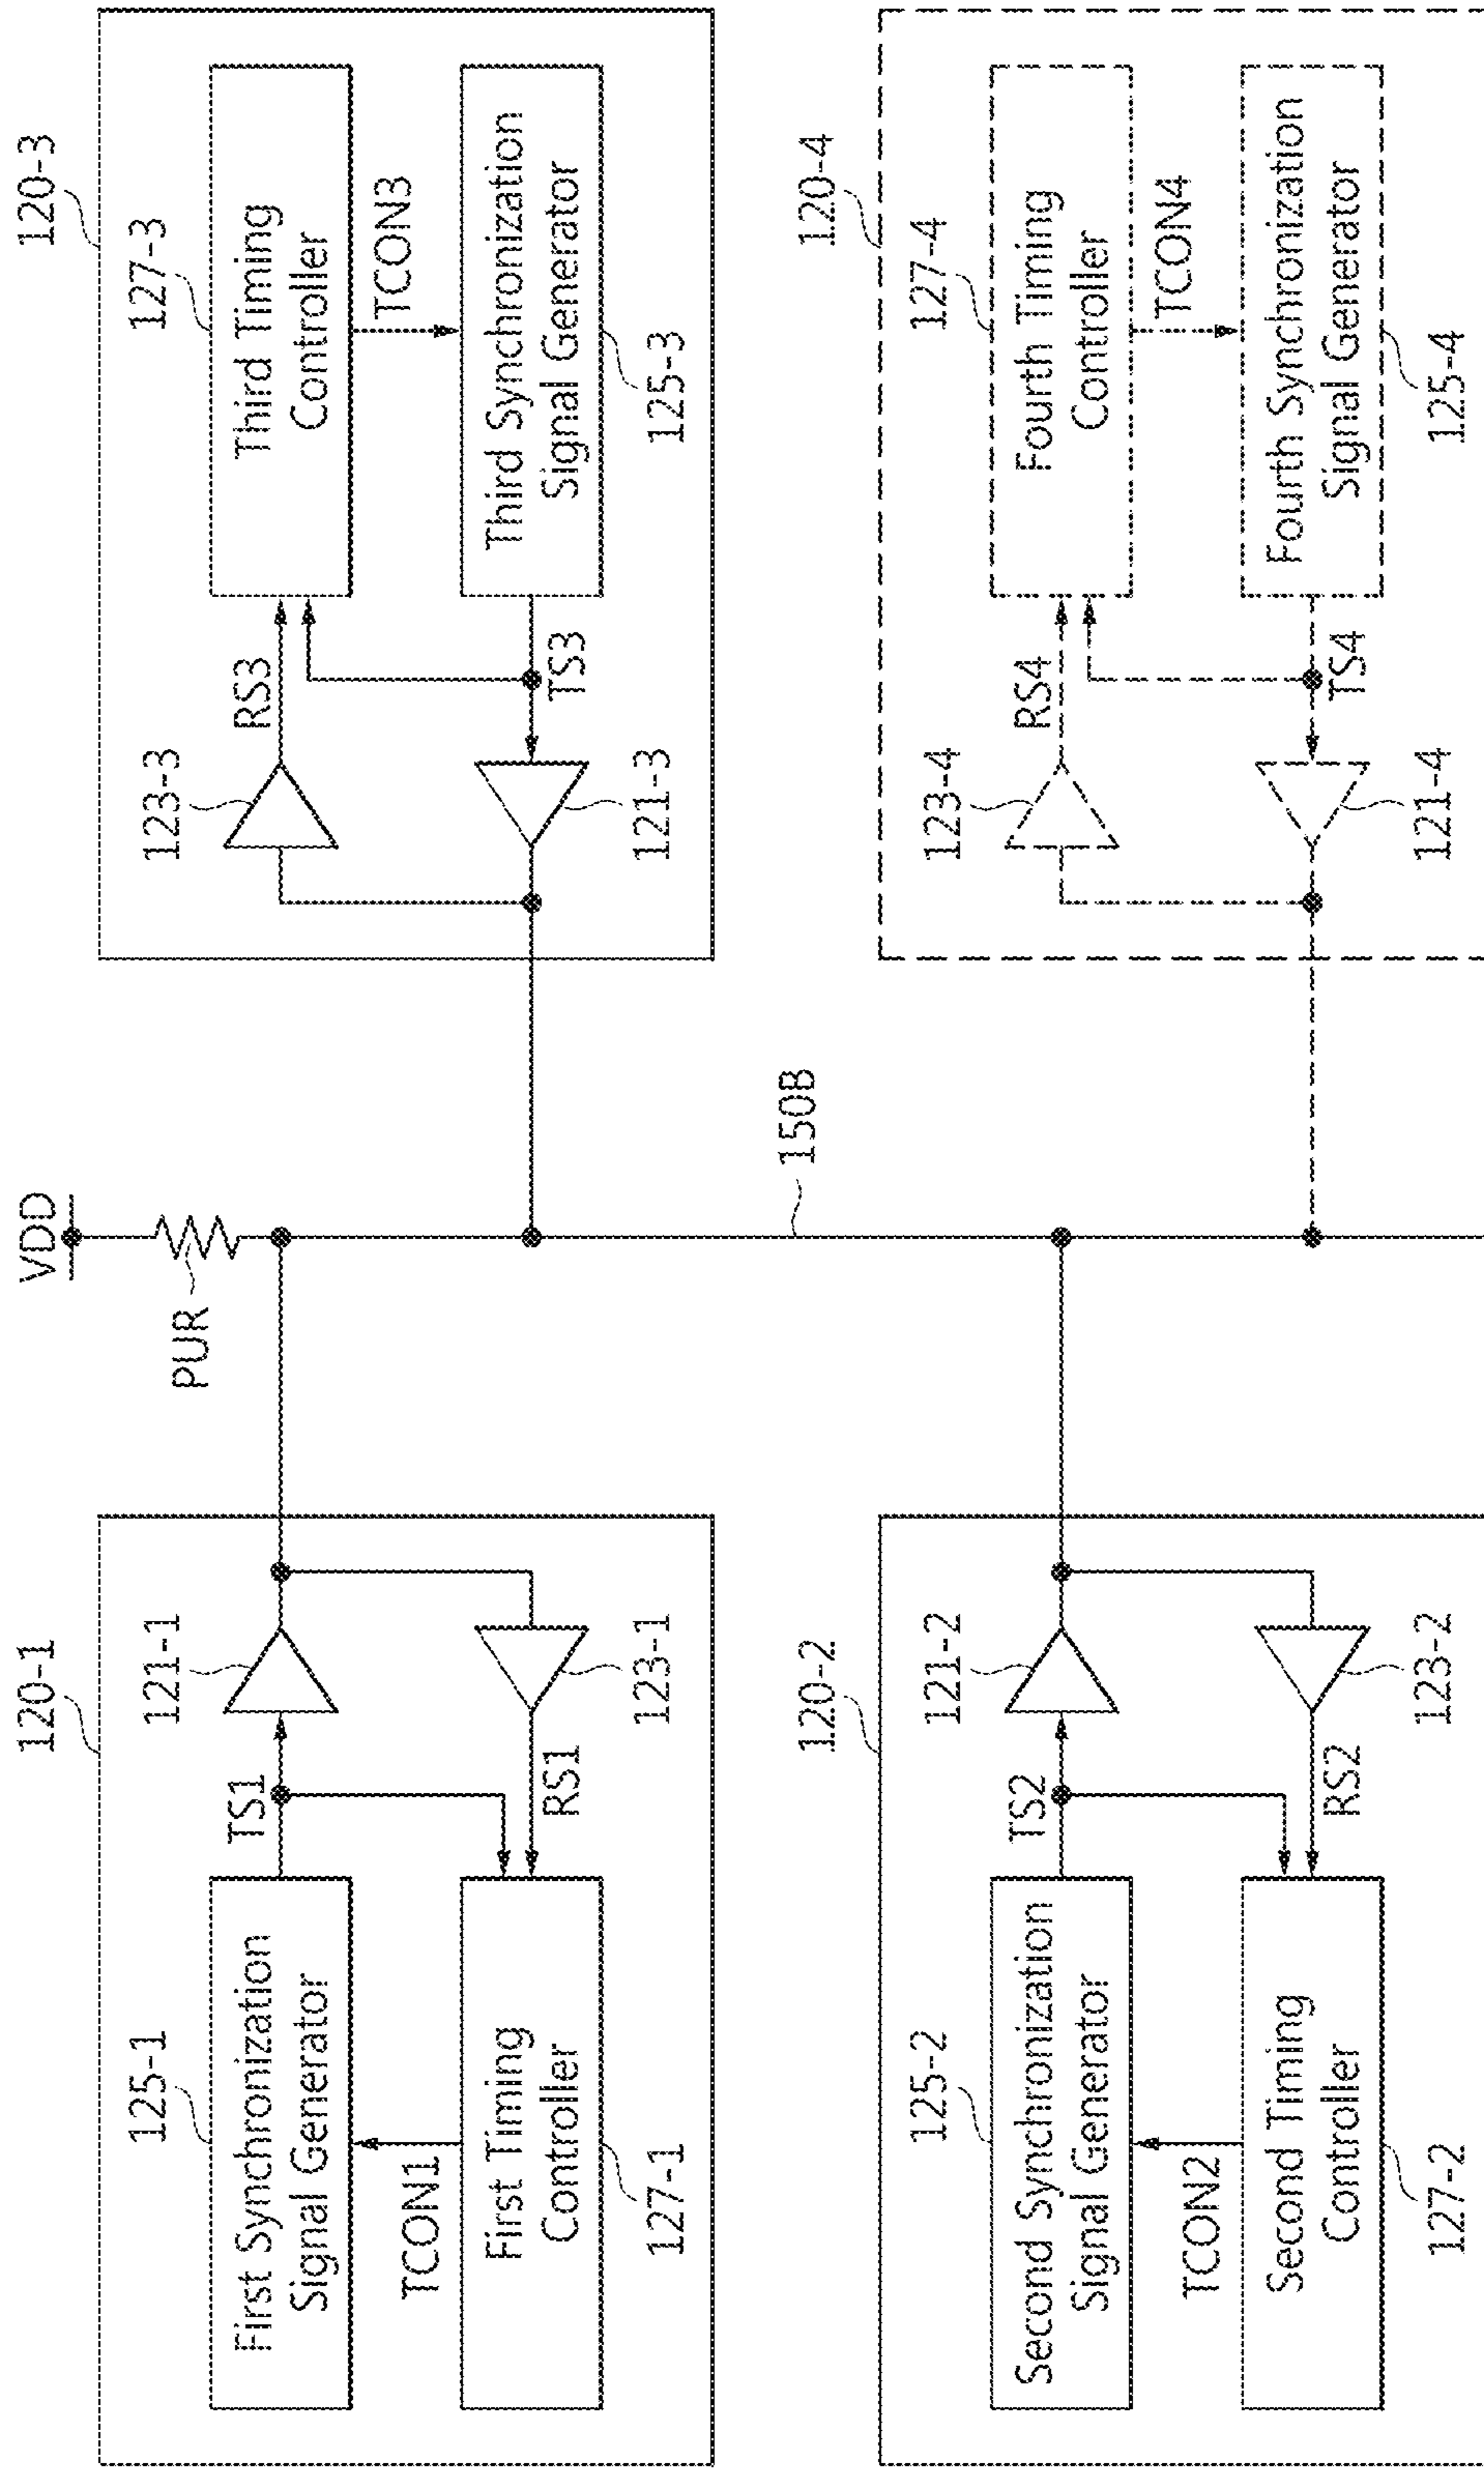 VDD
PUR
150B
120-1
125-1
First Synchronization
Signal Generator
TS1
121-1
TCON1
First Timing
Controller
127-1
RS1
123-1
120-3
123-3
RS3
127-3
Third Timing
Controller
TCON3
Third Synchronization
Signal Generator
125-3
TS3
121-3
120-2
125-2
Second Synchronization
Signal Generator
TS2
121-2
TCON2
Second Timing
Controller
127-2
RS2
123-2
120-4
123-4
RS4
127-4
Fourth Timing
Controller
TCON4
Fourth Synchronization
Signal Generator
125-4
TS4
121-4